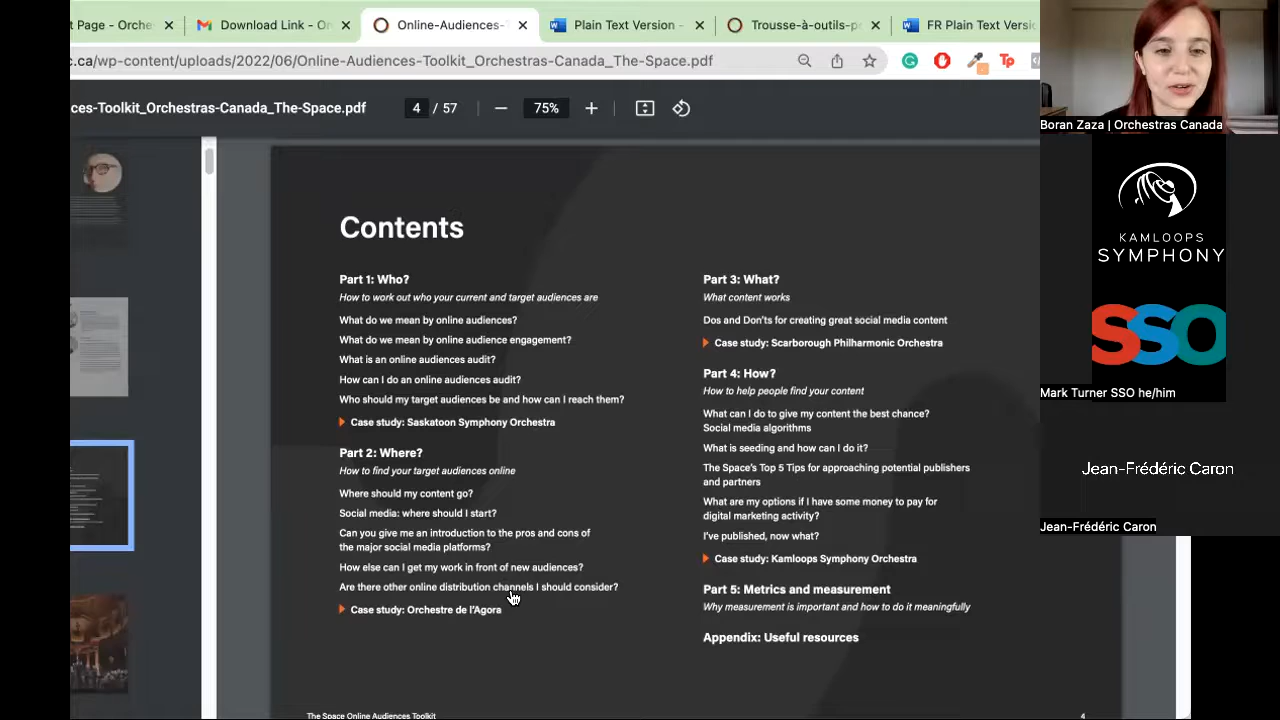 t Page - Orche
Download Link - Or
Online-Audiences-
Plain Text Version -
Trousse-à-outils-p
FR Plain Text Versi
c.ca/wp-content/uploads/2022/06/Online-Audiences-Toolkit_Orchestras-Canada_The-Space.pdf
ces-Toolkit_Orchestras-Canada_The-Space.pdf
4 / 57
75%
Contents
Part 1: Who?
How to work out who your current and target audiences are
What do we mean by online audiences?
What do we mean by online audience engagement?
What is an online audiences audit?
How can I do an online audiences audit?
Who should my target audiences be and how can I reach them?
Case study: Saskatoon Symphony Orchestra
Part 2: Where?
How to find your target audiences online
Where should my content go?
Social media: where should I start?
Can you give me an introduction to the pros and cons of
the major social media platforms?
How else can I get my work in front of new audiences?
Are there other online distribution channels I should consider?
Case study: Orchestre de l'Agora
Part 3: What?
What content works
Dos and Don'ts for creating great social media content
Case study: Scarborough Philharmonic Orchestra
Part 4: How?
How to help people find your content
What can I do to give my content the best chance?
Social media algorithms
What is seeding and how can I do it?
The Space's Top 5 Tips for approaching potential publishers
and partners
What are my options if I have some money to pay for
digital marketing activity?
I've published, now what?
Case study: Kamloops Symphony Orchestra
Part 5: Metrics and measurement
Why measurement is important and how to do it meaningfully
Appendix: Useful resources
The Space Online Audiences Toolkit
4
Boran Zaza | Orchestras Canada
KAMLOOPS
SYMPHONY
SSO
Mark Turner SSO he/him
Jean-Frédéric Caron
Jean-Frédéric Caron